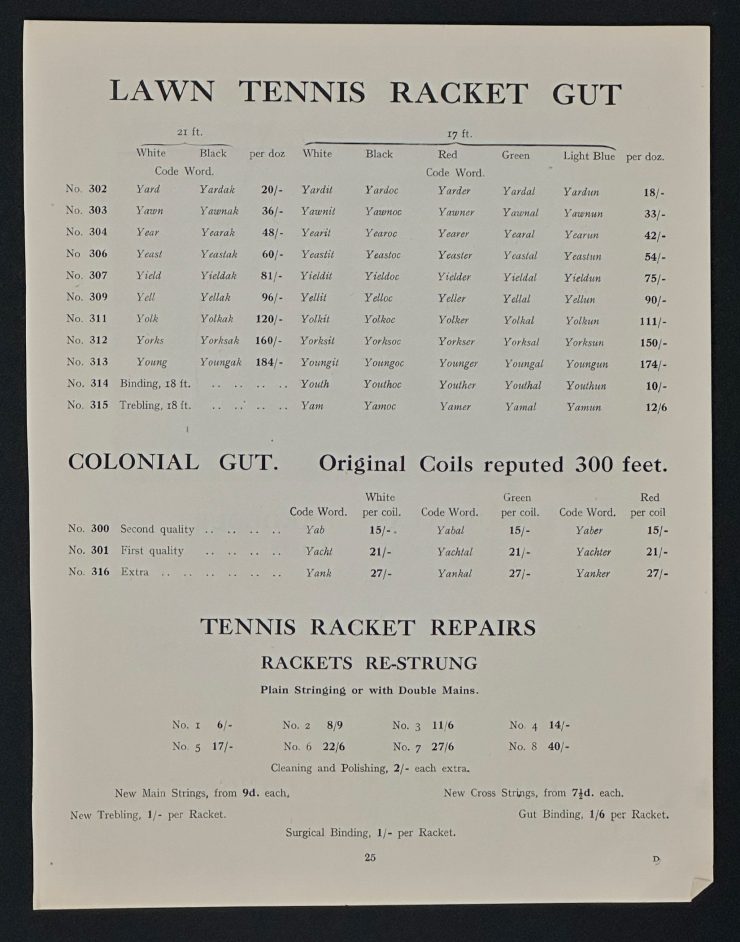 LAWN TENNIS RACKET GUT
21 ft. 17 ft.
White Black per doz White Black Red Green Light Blue per doz.
Code Word. Code Word.
No. 302 Yard Yardak 20/- Yardit Yardoc Yarder Yardal Yardun 18/-
No. 303 Yawn Yawnak 36/- Yawnit Yawnoc Yawner Yawnal Yawnun 33/-
No. 304 Year Yearak 48/- Yearit Yearoc Yearer Yearal Yearun 42/-
No 306 Yeast Yeastak 60/- Yeastit Yeastoc Yeaster Yeastal Yeastun 54/-
No. 307 Yield Yieldak 81/- Yieldit Yieldoc Yielder Yieldal Yieldun 75/-
No. 309 Yell Yellak 96/- Yellit Yelloc Yeller Yellal Yellun 90/-
No. 311 Yolk Yolkak 120/- Yolkit Yolkoc Yolker Yolkal Yolkun 111/-
No. 312 Yorks Yorksak 160/- Yorksit Yorksoc Yorkser Yorksal Yorksun 150/-
No. 313 Young Youngak 184/- Youngit Youngoc Younger Youngal Youngun 174/-
No. 314 Binding, 18 ft. .. .. .. .. Youth Youthoc Youther Youthal Youthun 10/-
No. 315 Trebling, 18 ft. .. .. .. .. Yam Yamoc Yamer Yamal Yamun 12/6
COLONIAL GUT. Original Coils reputed 300 feet.
White Green Red
Code Word. per coil. Code Word. per coil. Code Word. per coil
No. 300 Second quality .. .. .. .. Yab 15/- Yabal 15/- Yaber 15/-
No. 301 First quality .. .. .. .. Yacht 21/- Yachtal 21/- Yachter 21/-
No. 316 Extra .. .. .. .. .. .. Yank 27/- Yankal 27/- Yanker 27/-
TENNIS RACKET REPAIRS
RACKETS RE-STRUNG
Plain Stringing or with Double Mains.
No. 1 6/- No. 2 8/9 No. 3 11/6 No. 4 14/-
No. 5 17/- No. 6 22/6 No. 7 27/6 No. 8 40/-
Cleaning and Polishing, 2/- each extra.
New Main Strings, from 9d. each. New Cross Strings, from 7½d. each.
New Trebling, 1/- per Racket. Gut Binding, 1/6 per Racket.
Surgical Binding, 1/- per Racket.
25 D